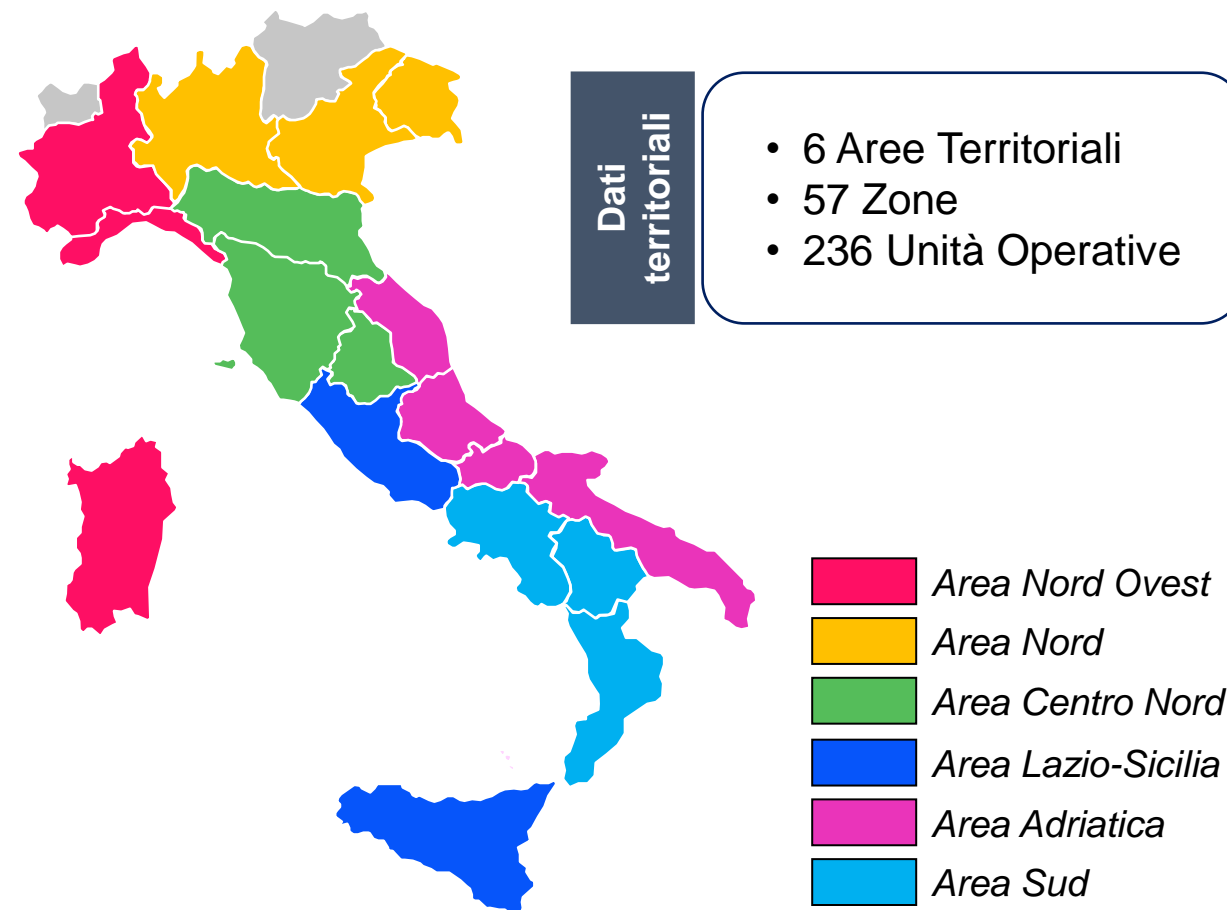 Dati
territoriali
• 6 Aree Territoriali
• 57 Zone
• 236 Unità Operative
Area Nord Ovest
Area Nord
Area Centro Nord
Area Lazio-Sicilia
Area Adriatica
Area Sud